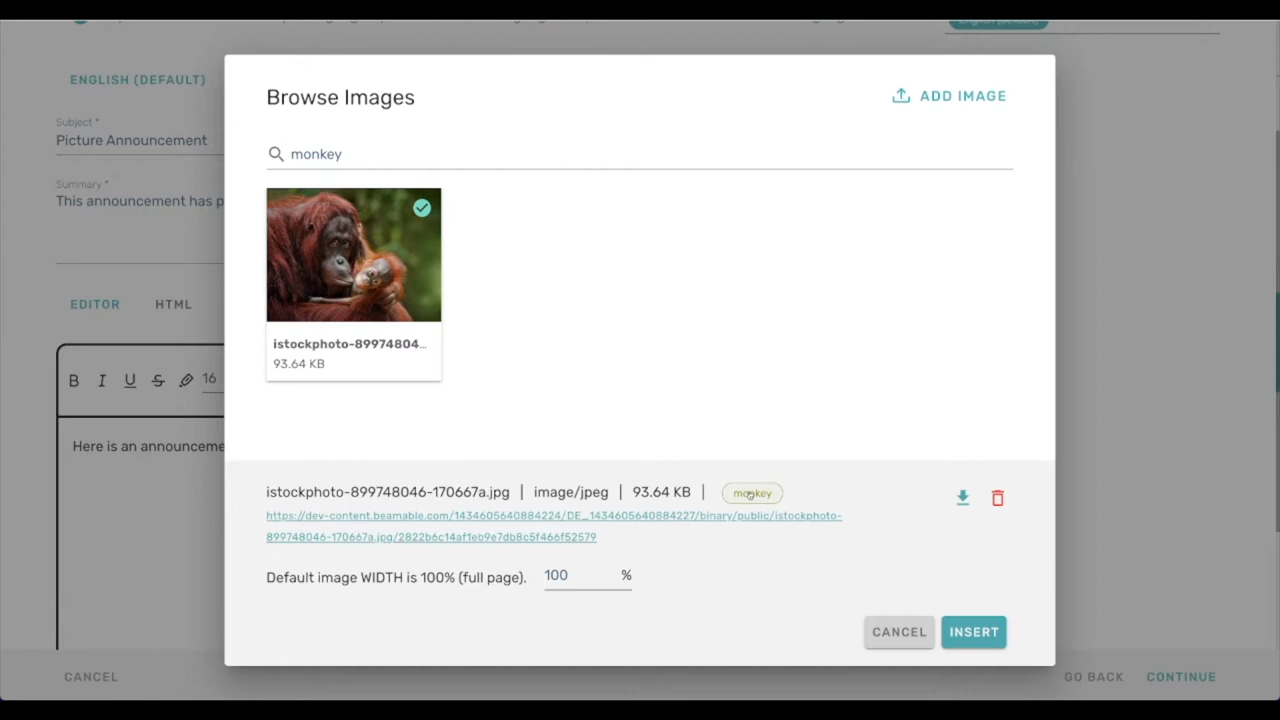 ENGLISH (DEFAULT)
Subject *
Picture Announcement
Summary *
This announcement has p
EDITOR HTML
B I U S 16
Here is an announceme
Browse Images
ADD IMAGE
monkey
istockphoto-89974804...
93.64 KB
istockphoto-899748046-170667a.jpg | image/jpeg | 93.64 KB | monkey
https://dev-content.beamable.com/1434605640884224/DE_1434605640884227/binary/public/istockphoto-
899748046-170667a.jpg/2822b6c14af1eb9e7db8c5f466f52579
Default image WIDTH is 100% (full page). 100 %
CANCEL INSERT
CANCEL GO BACK CONTINUE